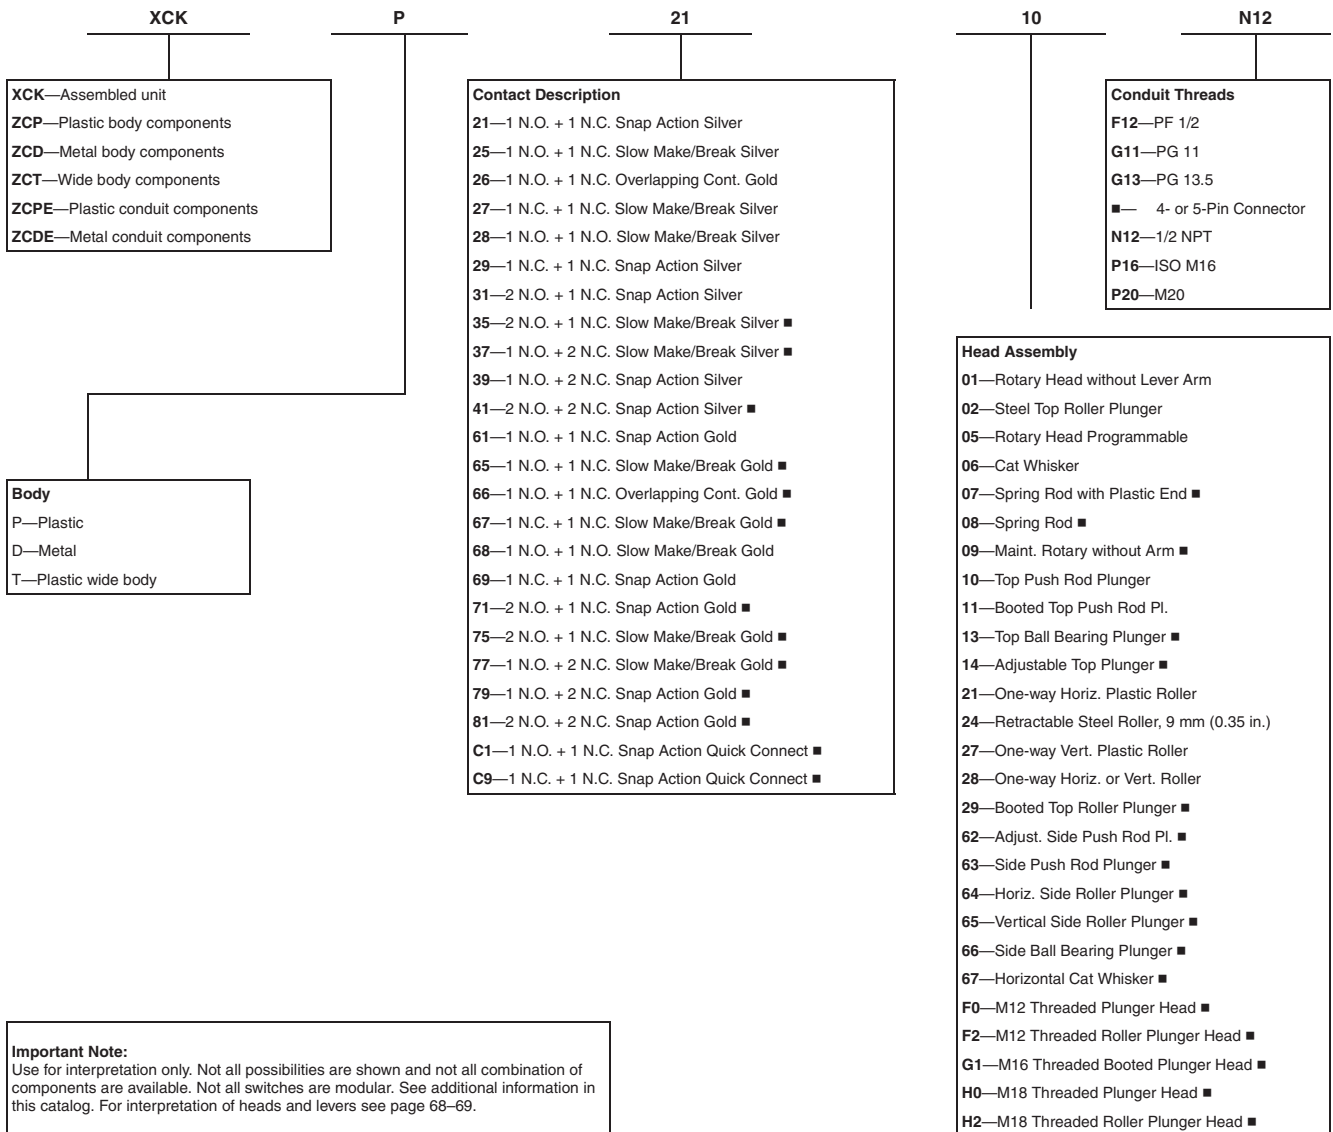 XCK P 21 10 N12
XCK—Assembled unit
ZCP—Plastic body components
ZCD—Metal body components
ZCT—Wide body components
ZCPE—Plastic conduit components
ZCDE—Metal conduit components
Body
P—Plastic
D—Metal
T—Plastic wide body
Contact Description
21—1 N.O. + 1 N.C. Snap Action Silver
25—1 N.O. + 1 N.C. Slow Make/Break Silver
26—1 N.O. + 1 N.C. Overlapping Cont. Gold
27—1 N.C. + 1 N.C. Slow Make/Break Silver
28—1 N.O. + 1 N.O. Slow Make/Break Silver
29—1 N.C. + 1 N.C. Snap Action Silver
31—2 N.O. + 1 N.C. Snap Action Silver
35—2 N.O. + 1 N.C. Slow Make/Break Silver ■
37—1 N.O. + 2 N.C. Slow Make/Break Silver ■
39—1 N.O. + 2 N.C. Snap Action Silver
41—2 N.O. + 2 N.C. Snap Action Silver ■
61—1 N.O. + 1 N.C. Snap Action Gold
65—1 N.O. + 1 N.C. Slow Make/Break Gold ■
66—1 N.O. + 1 N.C. Overlapping Cont. Gold ■
67—1 N.C. + 1 N.C. Slow Make/Break Gold ■
68—1 N.O. + 1 N.O. Slow Make/Break Gold
69—1 N.C. + 1 N.C. Snap Action Gold
71—2 N.O. + 1 N.C. Snap Action Gold ■
75—2 N.O. + 1 N.C. Slow Make/Break Gold ■
77—1 N.O. + 2 N.C. Slow Make/Break Gold ■
79—1 N.O. + 2 N.C. Snap Action Gold ■
81—2 N.O. + 2 N.C. Snap Action Gold ■
C1—1 N.O. + 1 N.C. Snap Action Quick Connect ■
C9—1 N.C. + 1 N.C. Snap Action Quick Connect ■
Conduit Threads
F12—PF 1/2
G11—PG 11
G13—PG 13.5
■— 4- or 5-Pin Connector
N12—1/2 NPT
P16—ISO M16
P20—M20
Head Assembly
01—Rotary Head without Lever Arm
02—Steel Top Roller Plunger
05—Rotary Head Programmable
06—Cat Whisker
07—Spring Rod with Plastic End ■
08—Spring Rod ■
09—Maint. Rotary without Arm ■
10—Top Push Rod Plunger
11—Booted Top Push Rod Pl.
13—Top Ball Bearing Plunger ■
14—Adjustable Top Plunger ■
21—One-way Horiz. Plastic Roller
24—Retractable Steel Roller, 9 mm (0.35 in.)
27—One-way Vert. Plastic Roller
28—One-way Horiz. or Vert. Roller
29—Booted Top Roller Plunger ■
62—Adjust. Side Push Rod Pl. ■
63—Side Push Rod Plunger ■
64—Horiz. Side Roller Plunger ■
65—Vertical Side Roller Plunger ■
66—Side Ball Bearing Plunger ■
67—Horizontal Cat Whisker ■
F0—M12 Threaded Plunger Head ■
F2—M12 Threaded Roller Plunger Head ■
G1—M16 Threaded Booted Plunger Head ■
H0—M18 Threaded Plunger Head ■
H2—M18 Threaded Roller Plunger Head ■
Important Note:
Use for interpretation only. Not all possibilities are shown and not all combination of
components are available. Not all switches are modular. See additional information in
this catalog. For interpretation of heads and levers see page 68–69.